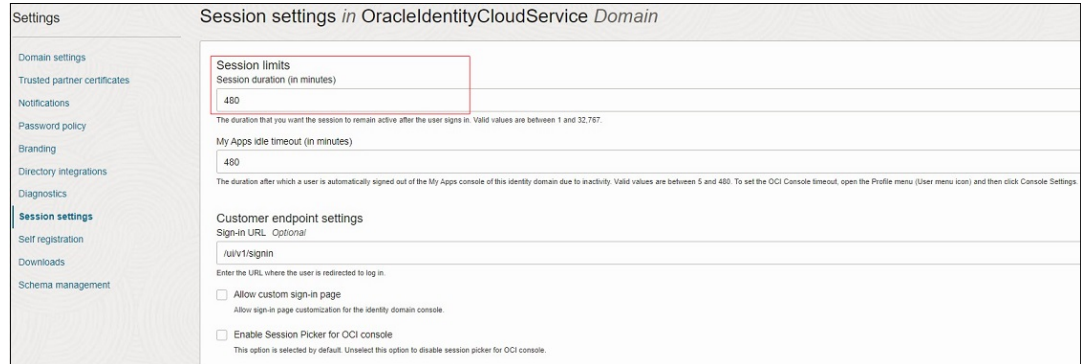 Settings
Domain settings
Trusted partner certificates
Notifications
Password policy
Branding
Directory integrations
Diagnostics
Session settings
Self registration
Downloads
Schema management
Session settings in OracleIdentityCloudService Domain
Session limits
Session duration (in minutes)
480
The duration that you want the session to remain active after the user signs in. Valid values are between 1 and 32,767.
My Apps idle timeout (in minutes)
480
The duration after which a user is automatically signed out of the My Apps console of this identity domain due to inactivity. Valid values are between 5 and 480. To set the OCI Console timeout, open the Profile menu (User menu icon) and then click Console Settings.
Customer endpoint settings
Sign-in URL Optional
/ui/v1/signin
Enter the URL where the user is redirected to log in.
Allow custom sign-in page
Allow sign-in page customization for the identity domain console.
Enable Session Picker for OCI console
This option is selected by default. Unselect this option to disable session picker for OCI console.